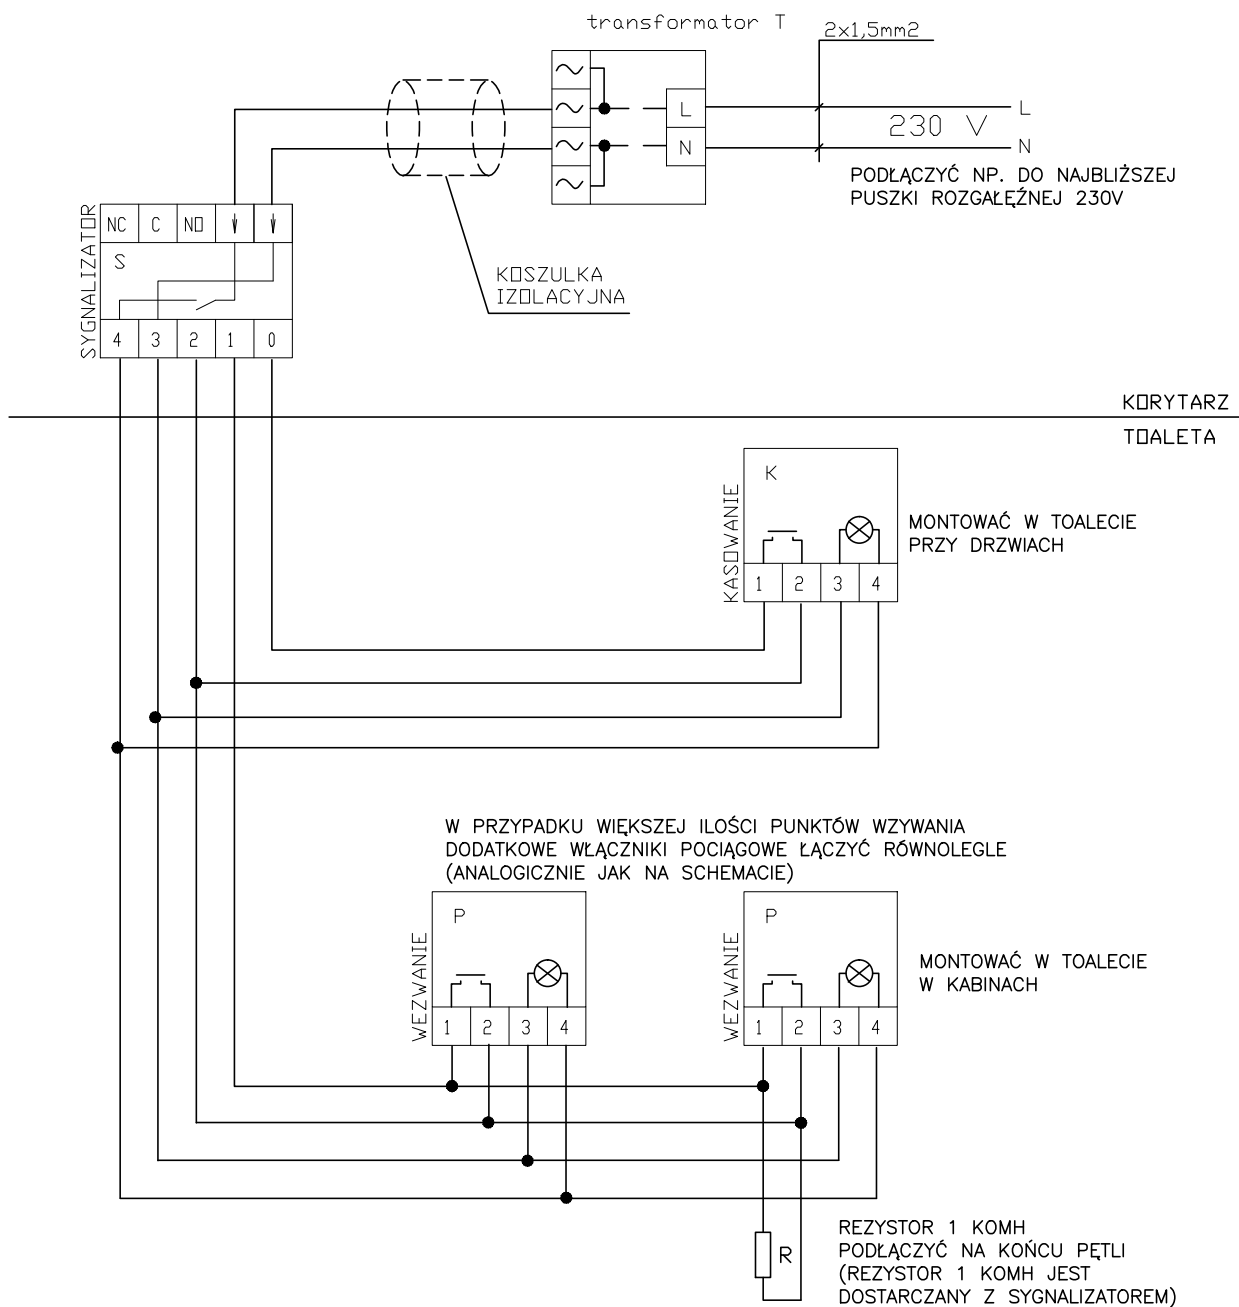 transformator T
2x1,5mm2
L
L
230 V
N
N
PODŁĄCZYĆ NP. DO NAJBLIŻSZEJ
PUSZKI ROZGAŁĘŹNEJ 230V
SYGNALIZATOR
NC C NO
S
4 3 2 1 0
KOSZULKA
IZOLACYJNA
KORYTARZ
TOALETA
KASOWANIE
K
1 2 3 4
MONTOWAĆ W TOALECIE
PRZY DRZWIACH
W PRZYPADKU WIĘKSZEJ ILOŚCI PUNKTÓW WZYWANIA
DODATKOWE WŁĄCZNIKI POCIĄGOWE ŁĄCZYĆ RÓWNOLEGLE
(ANALOGICZNIE JAK NA SCHEMACIE)
WEZWANIE
P
1 2 3 4
WEZWANIE
P
1 2 3 4
MONTOWAĆ W TOALECIE
W KABINACH
R
REZYSTOR 1 KOMH
PODŁĄCZYĆ NA KOŃCU PĘTLI
(REZYSTOR 1 KOMH JEST
DOSTARCZANY Z SYGNALIZATOREM)